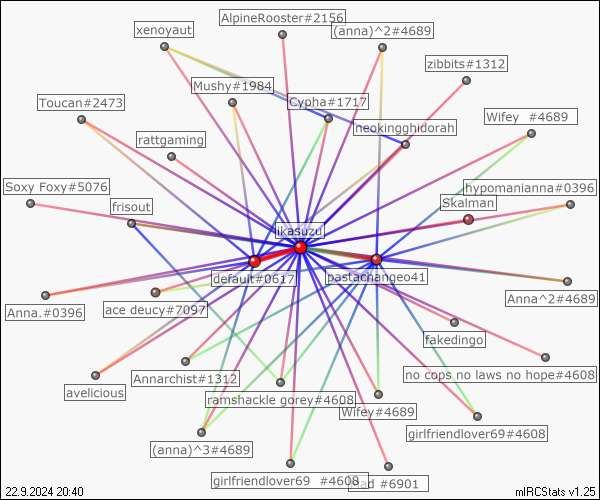 AlpineRooster#2156
xenoyaut
(anna)^2#4689
zibbits#1312
Mushy#1984
Toucan#2473
Cypha#1717
Wifey  #4689
neokingghidorah
rattgaming
Soxy Foxy#5076
hypomanianna#0396
Skalman
frisout
ikasuzu
default#0617
pastachangeo41
Anna^2#4689
Anna.#0396
ace deucy#7097
fakedingo
no cops no laws no hope#4608
Annarchist#1312
avelicious
ramshackle gorey#4608
Wifey#4689
girlfriendlover69#4608
(anna)^3#4689
girlfriendlover69  #4608
#6901
22.9.2024 20:40
mIRCStats v1.25